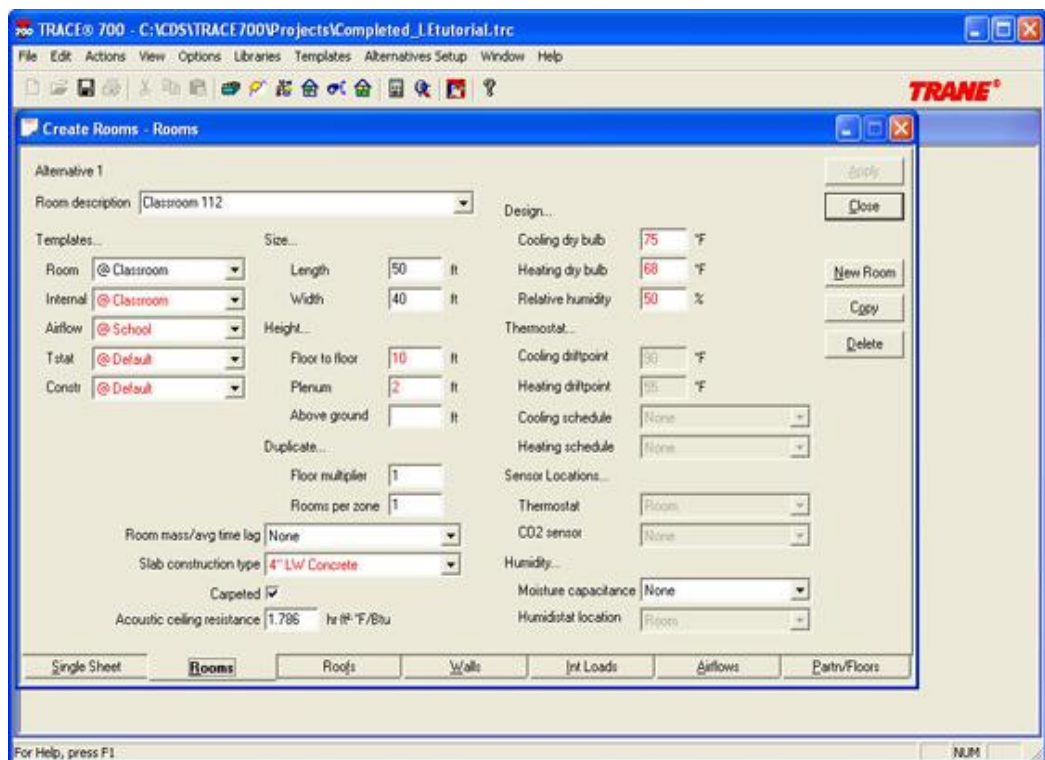 TRACE® 700 - C:\CDS\TRACE700\Projects\Completed_LEtutorial.trc
File Edit Actions View Options Libraries Templates Alternatives Setup Window Help
TRANE®
Create Rooms - Rooms
Alternative 1
Apply
Room description Classroom 112
Close
Design...
Templates... Size...
Cooling dry bulb 75 °F
Room @ Classroom Length 50 ft Heating dry bulb 68 °F New Room
Internal @ Classroom Width 40 ft Relative humidity 50 % Copy
Airflow @ School Height... Thermostat...
Delete
Tstat @ Default Floor to floor 10 ft Cooling driftpoint 90 °F
Constr @ Default Plenum 2 ft Heating driftpoint 55 °F
Above ground ft Cooling schedule None
Duplicate... Heating schedule None
Floor multiplier 1 Sensor Locations...
Rooms per zone 1 Thermostat Room
Room mass/avg time lag None CO2 sensor None
Slab construction type 4" LW Concrete Humidity...
Carpeted Moisture capacitance None
Acoustic ceiling resistance 1.786 hr·ft²·°F/Btu Humidistat location Room
Single Sheet Rooms Roofs Walls Int Loads Airflows Partn/Floors
For Help, press F1 NUM